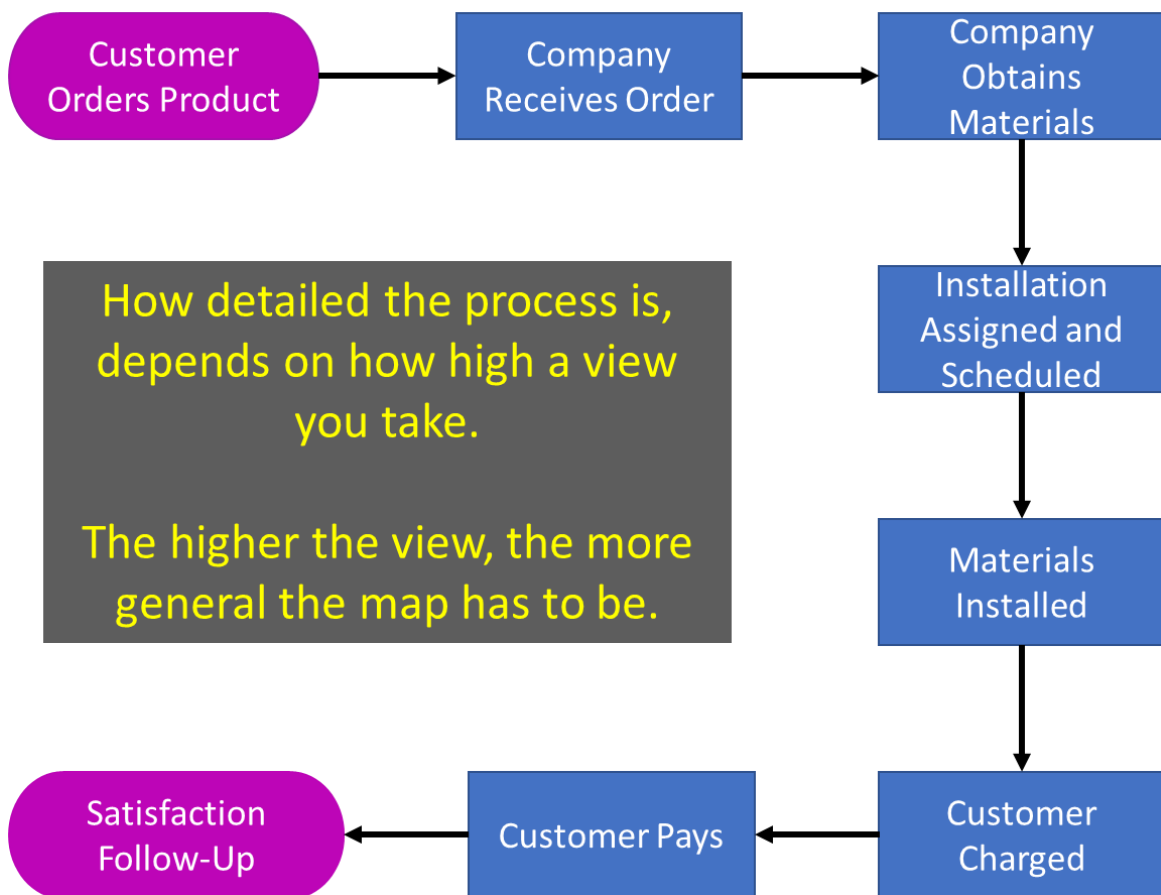 Customer
Orders Product
Company
Receives Order
Company
Obtains
Materials
Installation
Assigned and
Scheduled
How detailed the process is,
depends on how high a view
you take.
The higher the view, the more
general the map has to be.
Materials
Installed
Customer
Charged
Customer Pays
Satisfaction
Follow-Up